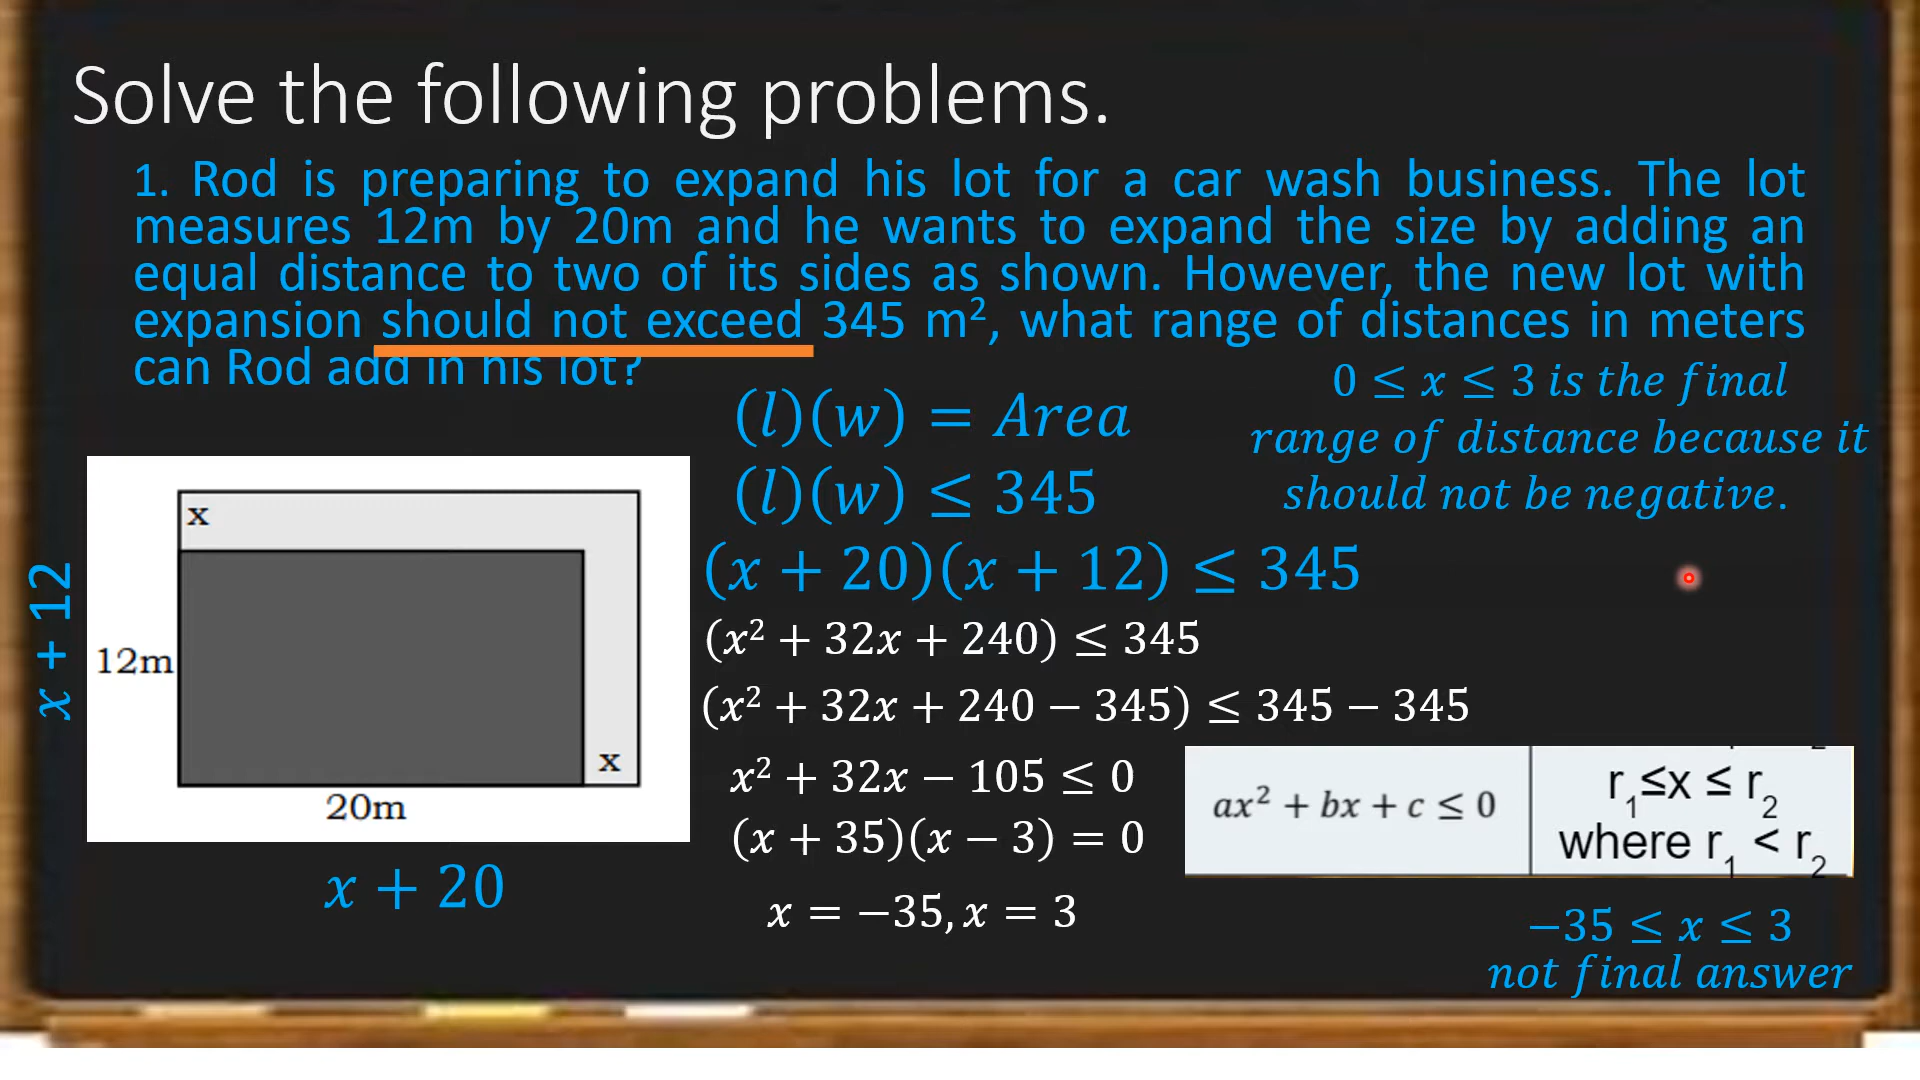 Solve the following problems.
1. Rod is preparing to expand his lot for a car wash business. The lot
measures 12m by 20m and he wants to expand the size by adding an
equal distance to two of its sides as shown. However, the new lot with
expansion should not exceed 345 m², what range of distances in meters
can Rod add in his lot?
0 ≤ x ≤ 3 is the final
range of distance because it
should not be negative.
(l)(w) = Area
(l)(w) ≤ 345
(x + 20)(x + 12) ≤ 345
(x² + 32x + 240) ≤ 345
(x² + 32x + 240 − 345) ≤ 345 − 345
x² + 32x − 105 ≤ 0
(x + 35)(x − 3) = 0
x = −35, x = 3
x
x + 12
12m
x
20m
x + 20
ax² + bx + c ≤ 0
r₁≤x ≤ r₂
where r₁ < r₂
−35 ≤ x ≤ 3
not final answer